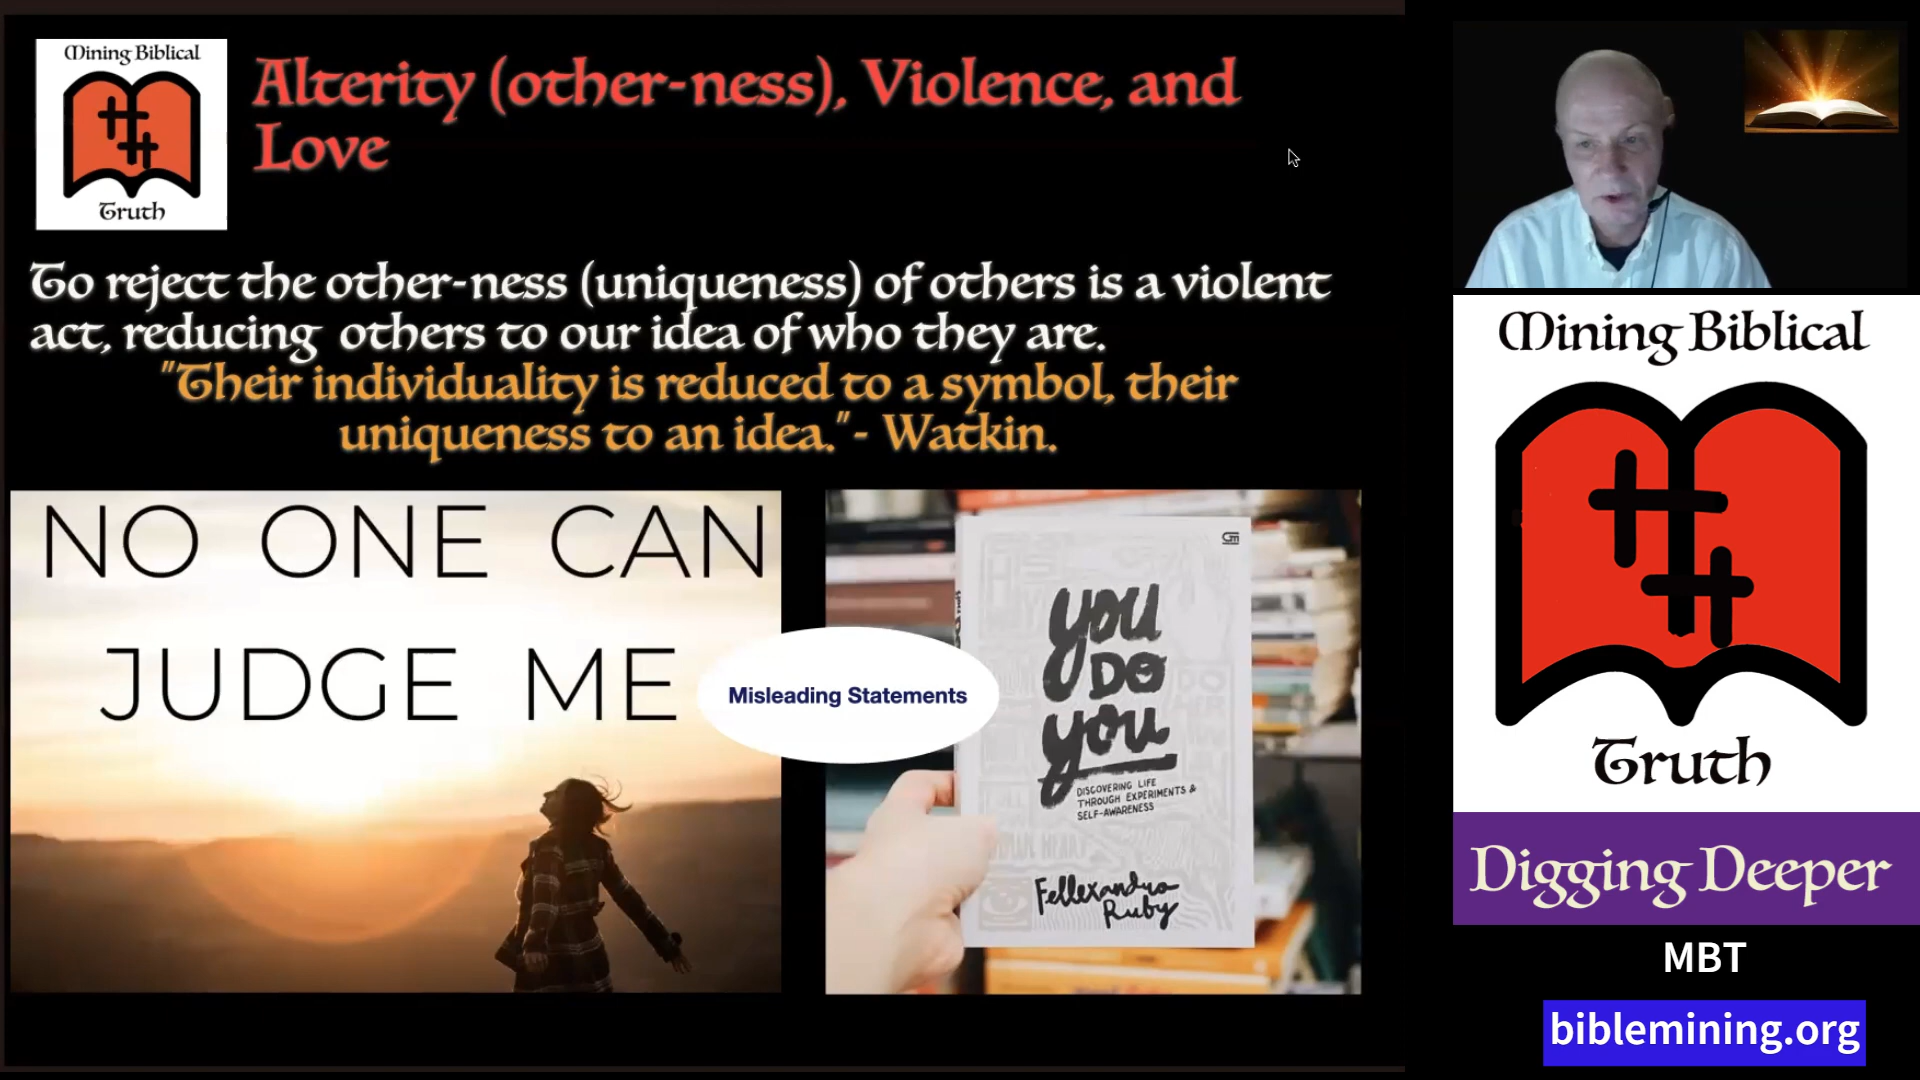 Mining Biblical
Truth
Alterity (other-ness), Violence, and
Love
To reject the other-ness (uniqueness) of others is a violent
act, reducing others to our idea of who they are.
"Their individuality is reduced to a symbol, their
uniqueness to an idea."- Watkin.
NO ONE CAN
JUDGE ME
Misleading Statements
GM
you
DO
you
DISCOVERING LIFE
THROUGH EXPERIMENTS &
SELF-AWARENESS
Fellexandro
Ruby
Mining Biblical
Truth
Digging Deeper
MBT
biblemining.org